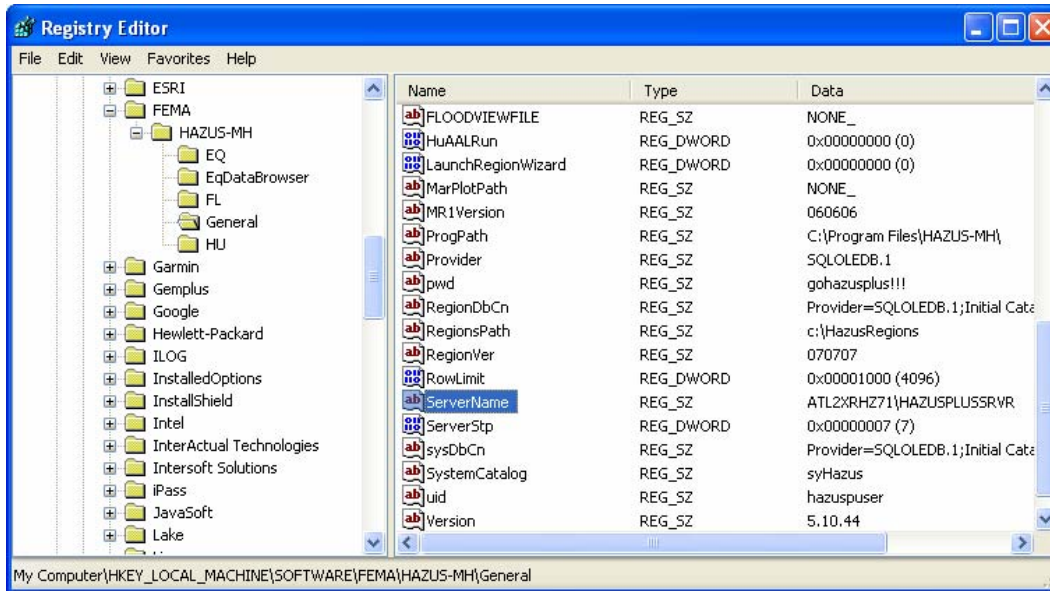 Registry Editor
File Edit View Favorites Help
ESRI
FEMA
HAZUS-MH
EQ
EqDataBrowser
FL
General
HU
Garmin
Gemplus
Google
Hewlett-Packard
ILOG
InstalledOptions
InstallShield
Intel
InterActual Technologies
Intersoft Solutions
iPass
JavaSoft
Lake
Name Type Data
FLOODVIEWFILE REG_SZ NONE_
HuAALRun REG_DWORD 0x00000000 (0)
LaunchRegionWizard REG_DWORD 0x00000000 (0)
MarPlotPath REG_SZ NONE_
MR1Version REG_SZ 060606
ProgPath REG_SZ C:\Program Files\HAZUS-MH\
Provider REG_SZ SQLOLEDB.1
pwd REG_SZ gohazusplus!!!
RegionDbCn REG_SZ Provider=SQLOLEDB.1;Initial Cata
RegionsPath REG_SZ c:\HazusRegions
RegionVer REG_SZ 070707
RowLimit REG_DWORD 0x00001000 (4096)
ServerName REG_SZ ATL2XRHZ71\HAZUSPLUSSRVR
ServerStp REG_DWORD 0x00000007 (7)
sysDbCn REG_SZ Provider=SQLOLEDB.1;Initial Cata
SystemCatalog REG_SZ syHazus
uid REG_SZ hazuspuser
Version REG_SZ 5.10.44
My Computer\HKEY_LOCAL_MACHINE\SOFTWARE\FEMA\HAZUS-MH\General